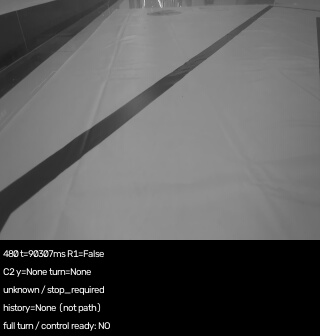 480 t=90307ms R1=False
C2 y=None turn=None
unknown / stop_required
history=None (not path)
full turn / control ready: NO